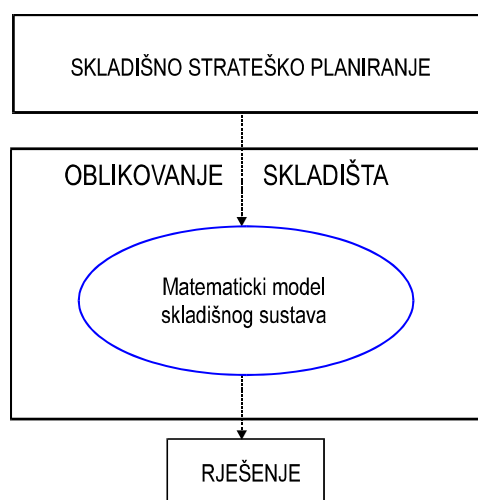 SKLADIŠNO STRATEŠKO PLANIRANJE
OBLIKOVANJE SKLADIŠTA
Matematicki model
skladišnog sustava
RJEŠENJE